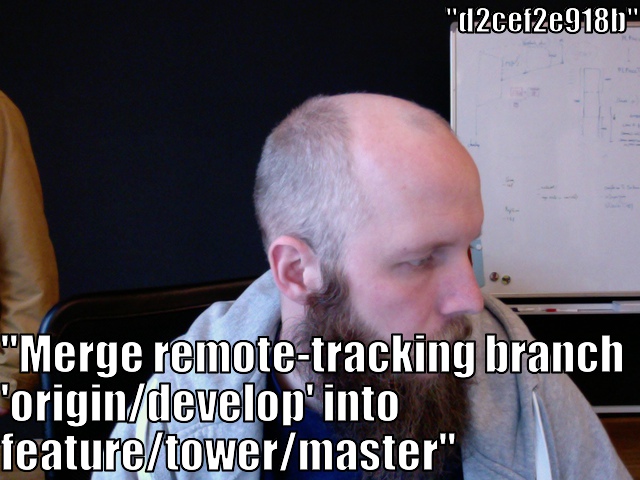 "d2cef2e918b"
"Merge remote-tracking branch
'origin/develop' into
feature/tower/master"